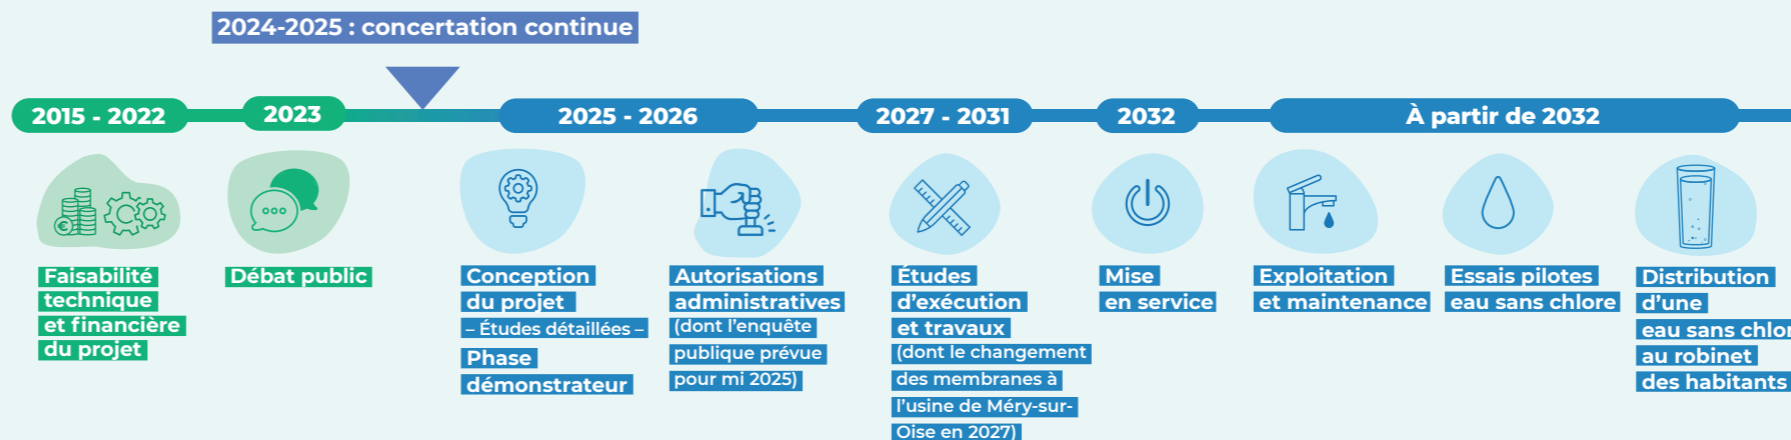 2024-2025 : concertation continue
2015 - 2022
2023
2025 - 2026
2027 - 2031
2032
À partir de 2032
Faisabilité
technique
et financière
du projet
Débat public
Conception
du projet
– Études détaillées –
Phase
démonstrateur
Autorisations
administratives
(dont l'enquête
publique prévue
pour mi 2025)
Études
d'exécution
et travaux
(dont le changement
des membranes à
l'usine de Méry-sur-
Oise en 2027)
Mise
en service
Exploitation
et maintenance
Essais pilotes
eau sans chlore
Distribution
d'une
eau sans chlor
au robinet
des habitants